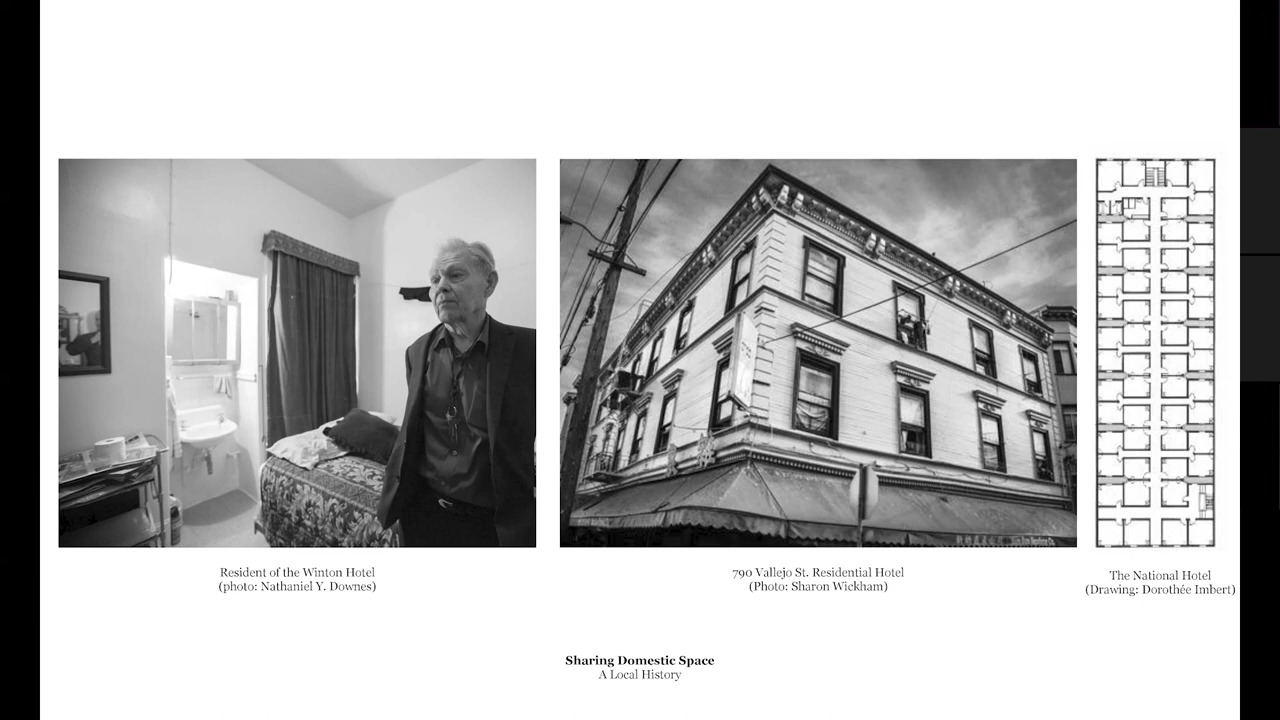 Resident of the Winton Hotel
(photo: Nathaniel Y. Downes)
790 Vallejo St. Residential Hotel
(Photo: Sharon Wickham)
The National Hotel
(Drawing: Dorothée Imbert)
Sharing Domestic Space
A Local History